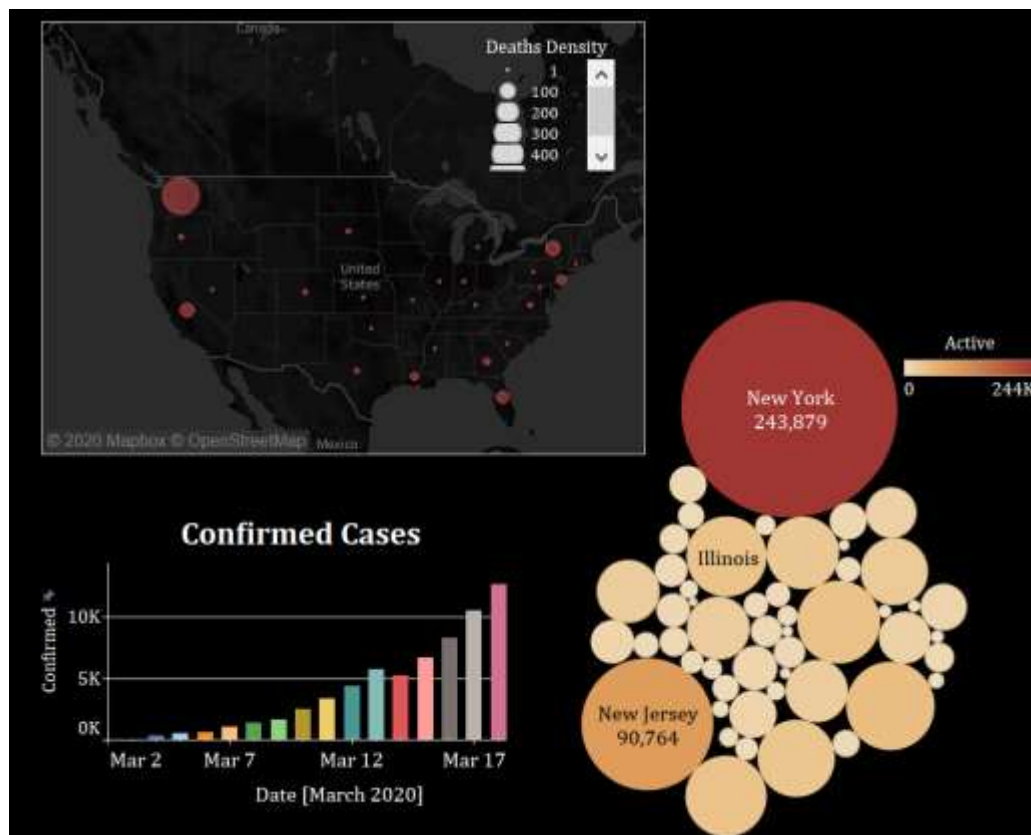 Canada
Deaths Density
1
100
200
300
400
United
States
© 2020 Mapbox © OpenStreetMap
Mexico
Active
0
244K
New York
243,879
Illinois
New Jersey
90,764
Confirmed Cases
Confirmed
10K
5K
0K
Mar 2
Mar 7
Mar 12
Mar 17
Date [March 2020]